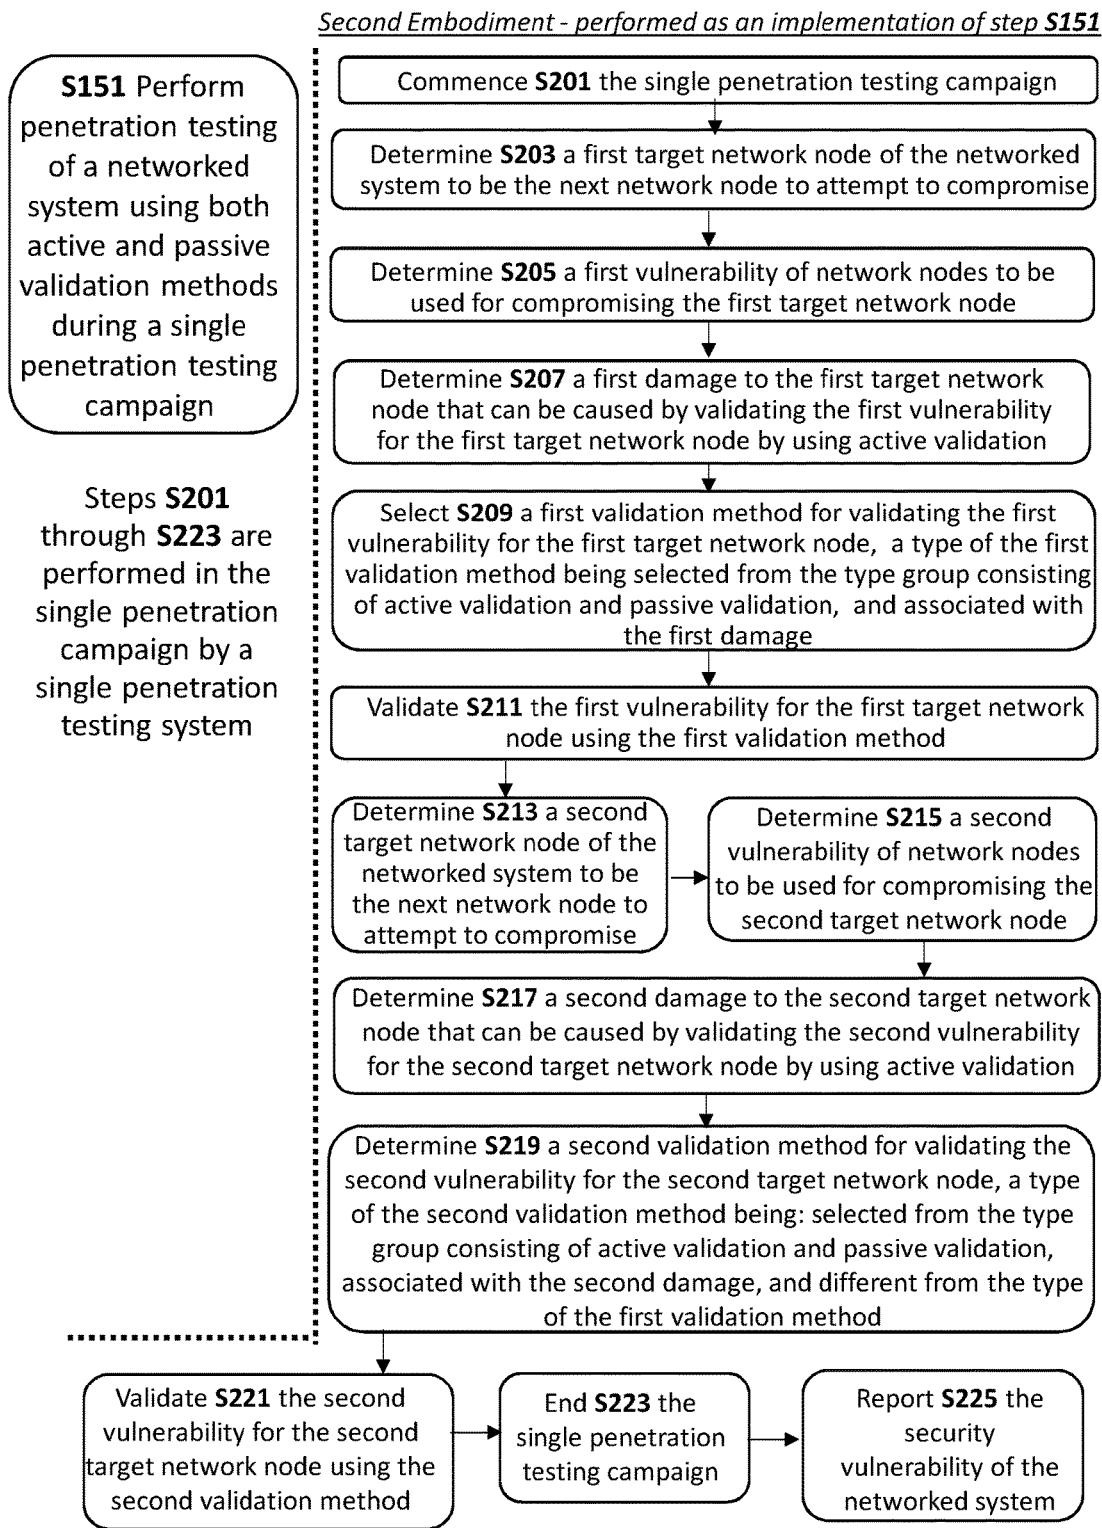 Second Embodiment - performed as an implementation of step S151
S151 Perform
penetration testing
of a networked
system using both
active and passive
validation methods
during a single
penetration testing
campaign
Steps S201
through S223 are
performed in the
single penetration
campaign by a
single penetration
testing system
Commence S201 the single penetration testing campaign
Determine S203 a first target network node of the networked
system to be the next network node to attempt to compromise
Determine S205 a first vulnerability of network nodes to be
used for compromising the first target network node
Determine S207 a first damage to the first target network
node that can be caused by validating the first vulnerability
for the first target network node by using active validation
Select S209 a first validation method for validating the first
vulnerability for the first target network node, a type of the first
validation method being selected from the type group consisting
of active validation and passive validation, and associated with
the first damage
Validate S211 the first vulnerability for the first target network
node using the first validation method
Determine S213 a second
target network node of the
networked system to be
the next network node to
attempt to compromise
Determine S215 a second
vulnerability of network nodes
to be used for compromising the
second target network node
Determine S217 a second damage to the second target network
node that can be caused by validating the second vulnerability
for the second target network node by using active validation
Determine S219 a second validation method for validating the
second vulnerability for the second target network node, a type
of the second validation method being: selected from the type
group consisting of active validation and passive validation,
associated with the second damage, and different from the type
of the first validation method
Validate S221 the second
vulnerability for the second
target network node using the
second validation method
End S223 the
single penetration
testing campaign
Report S225 the
security
vulnerability of the
networked system